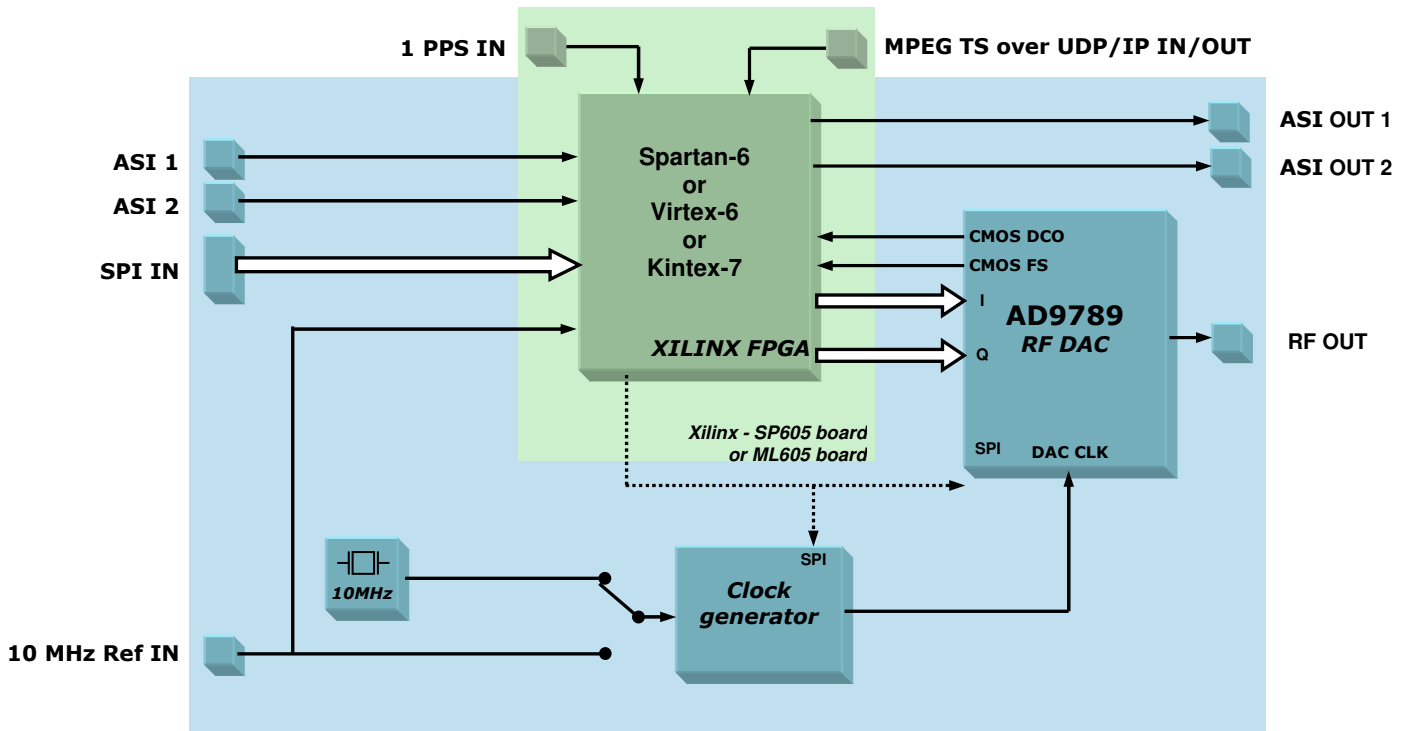 1 PPS IN
MPEG TS over UDP/IP IN/OUT
ASI 1
ASI 2
SPI IN
Spartan-6
or
Virtex-6
or
Kintex-7
XILINX FPGA
Xilinx - SP605 board
or ML605 board
ASI OUT 1
ASI OUT 2
CMOS DCO
CMOS FS
I
Q
AD9789
RF DAC
SPI
DAC CLK
RF OUT
10MHz
SPI
Clock
generator
10 MHz Ref IN